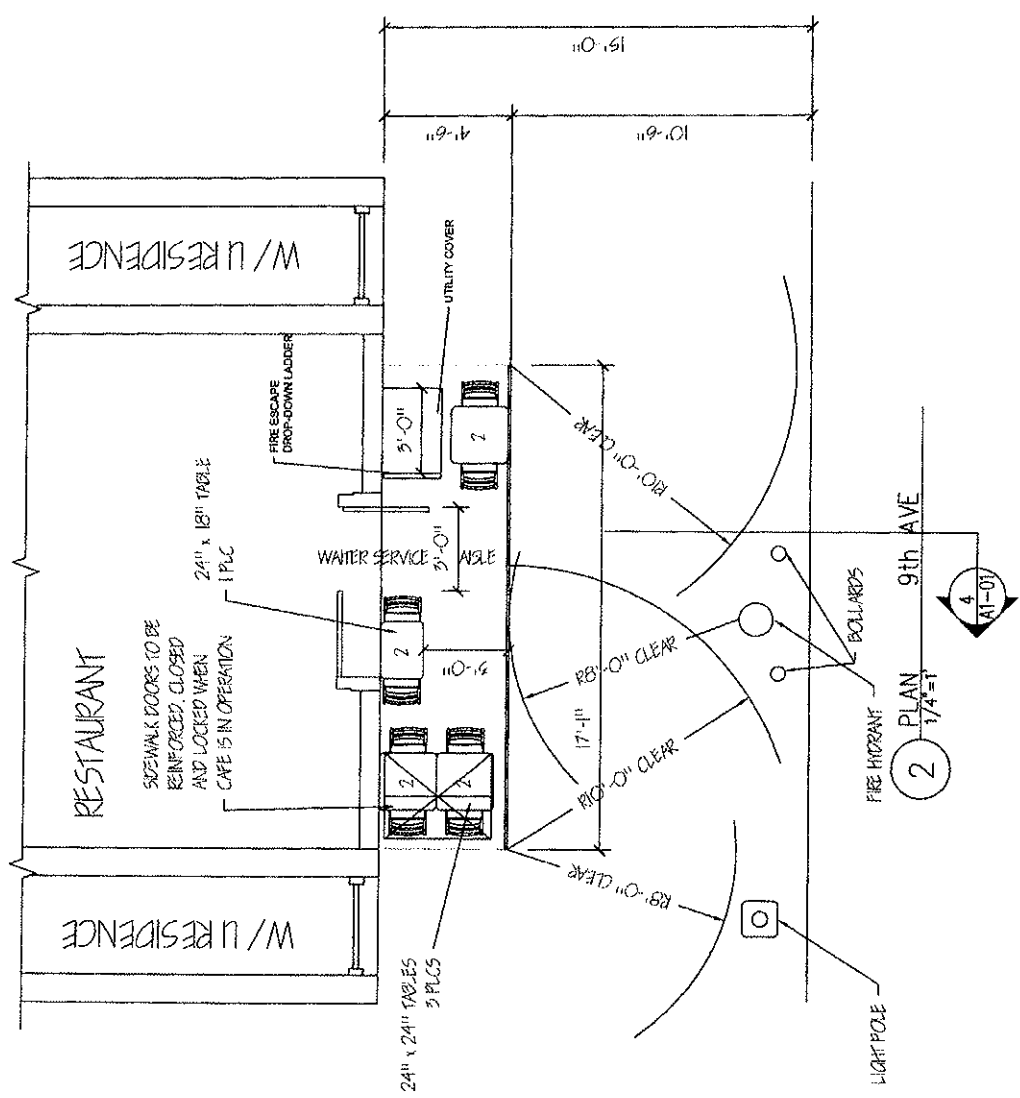 W/U RESIDENCE
RESTAURANT
W/U RESIDENCE
SIDEWALK DOORS TO BE
REINFORCED, CLOSED
AND LOCKED WHEN
CAFE IS IN OPERATION
24" x 18" TABLE
1 PLC
FIRE ESCAPE
DROP-DOWN LADDER
UTILITY COVER
24" x 24" TABLES
3 PLCS
2
2
2
2
WAITER SERVICE AISLE
3'-0"
3'-0"
3'-0"
4'-6"
10'-6"
15'-0"
17'-1"
R8'-0" CLEAR
R10'-0" CLEAR
R8'-0" CLEAR
R10'-0" CLEAR
LIGHT POLE
FIRE HYDRANT
BOLLARDS
2
PLAN
1/4"=1'
9th AVE
4
A1-01